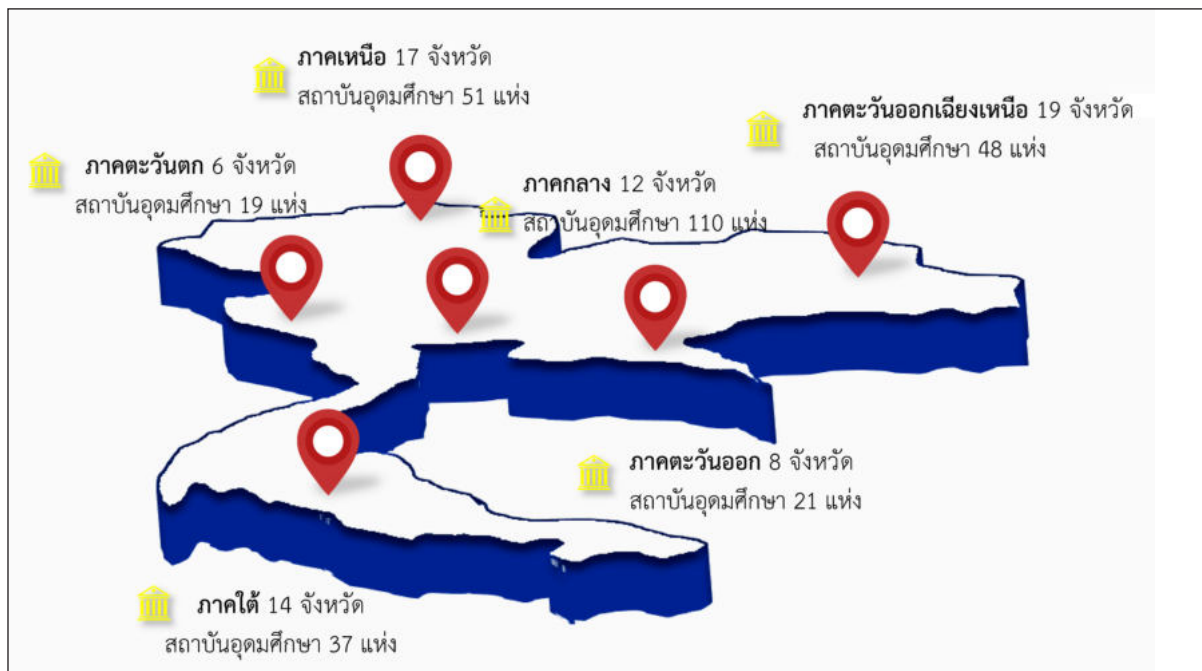 ภาคเหนือ 17 จังหวัด
สถาบันอุดมศึกษา 51 แห่ง
ภาคตะวันออกเฉียงเหนือ 19 จังหวัด
สถาบันอุดมศึกษา 48 แห่ง
ภาคตะวันตก 6 จังหวัด
สถาบันอุดมศึกษา 19 แห่ง
ภาคกลาง 12 จังหวัด
สถาบันอุดมศึกษา 110 แห่ง
ภาคตะวันออก 8 จังหวัด
สถาบันอุดมศึกษา 21 แห่ง
ภาคใต้ 14 จังหวัด
สถาบันอุดมศึกษา 37 แห่ง